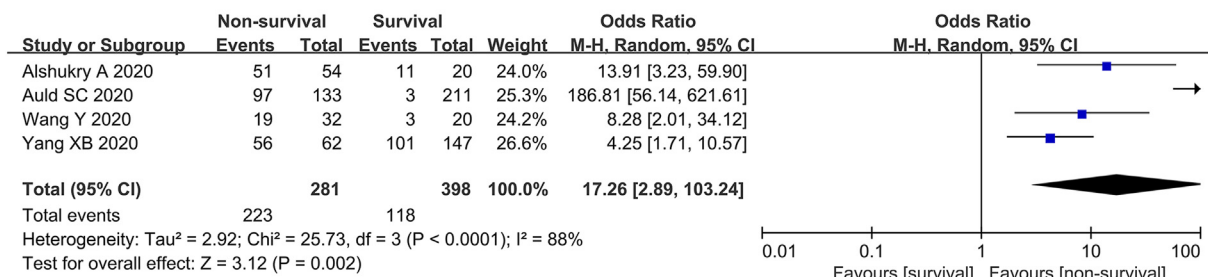 Non-survival Survival Odds Ratio Odds Ratio
Study or Subgroup Events Total Events Total Weight M-H, Random, 95% CI M-H, Random, 95% CI
Alshukry A 2020 51 54 11 20 24.0% 13.91 [3.23, 59.90]
Auld SC 2020 97 133 3 211 25.3% 186.81 [56.14, 621.61]
Wang Y 2020 19 32 3 20 24.2% 8.28 [2.01, 34.12]
Yang XB 2020 56 62 101 147 26.6% 4.25 [1.71, 10.57]
Total (95% CI) 281 398 100.0% 17.26 [2.89, 103.24]
Total events 223 118
Heterogeneity: Tau² = 2.92; Chi² = 25.73, df = 3 (P < 0.0001); I² = 88%
Test for overall effect: Z = 3.12 (P = 0.002)
0.01 0.1 1 10 100
Favours [survival] Favours [non-survival]